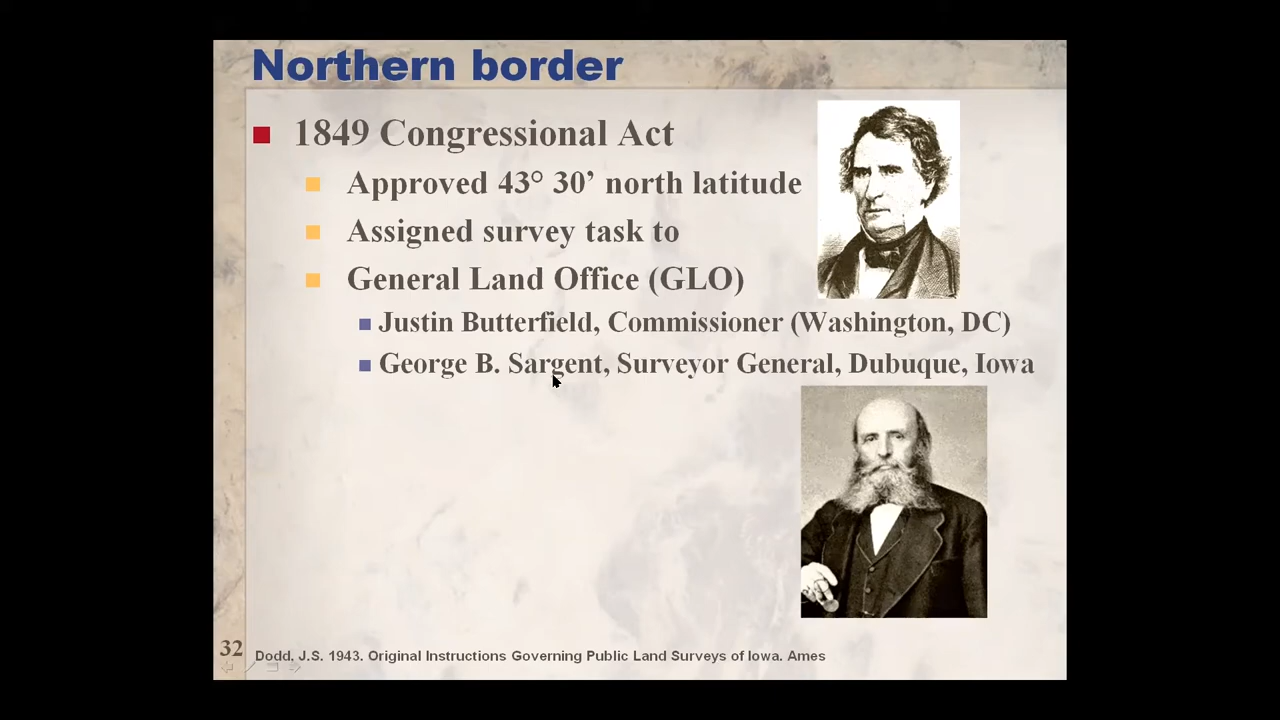 Northern border
1849 Congressional Act
Approved 43° 30’ north latitude
Assigned survey task to
General Land Office (GLO)
Justin Butterfield, Commissioner (Washington, DC)
George B. Sargent, Surveyor General, Dubuque, Iowa
32
Dodd, J.S. 1943. Original Instructions Governing Public Land Surveys of Iowa. Ames